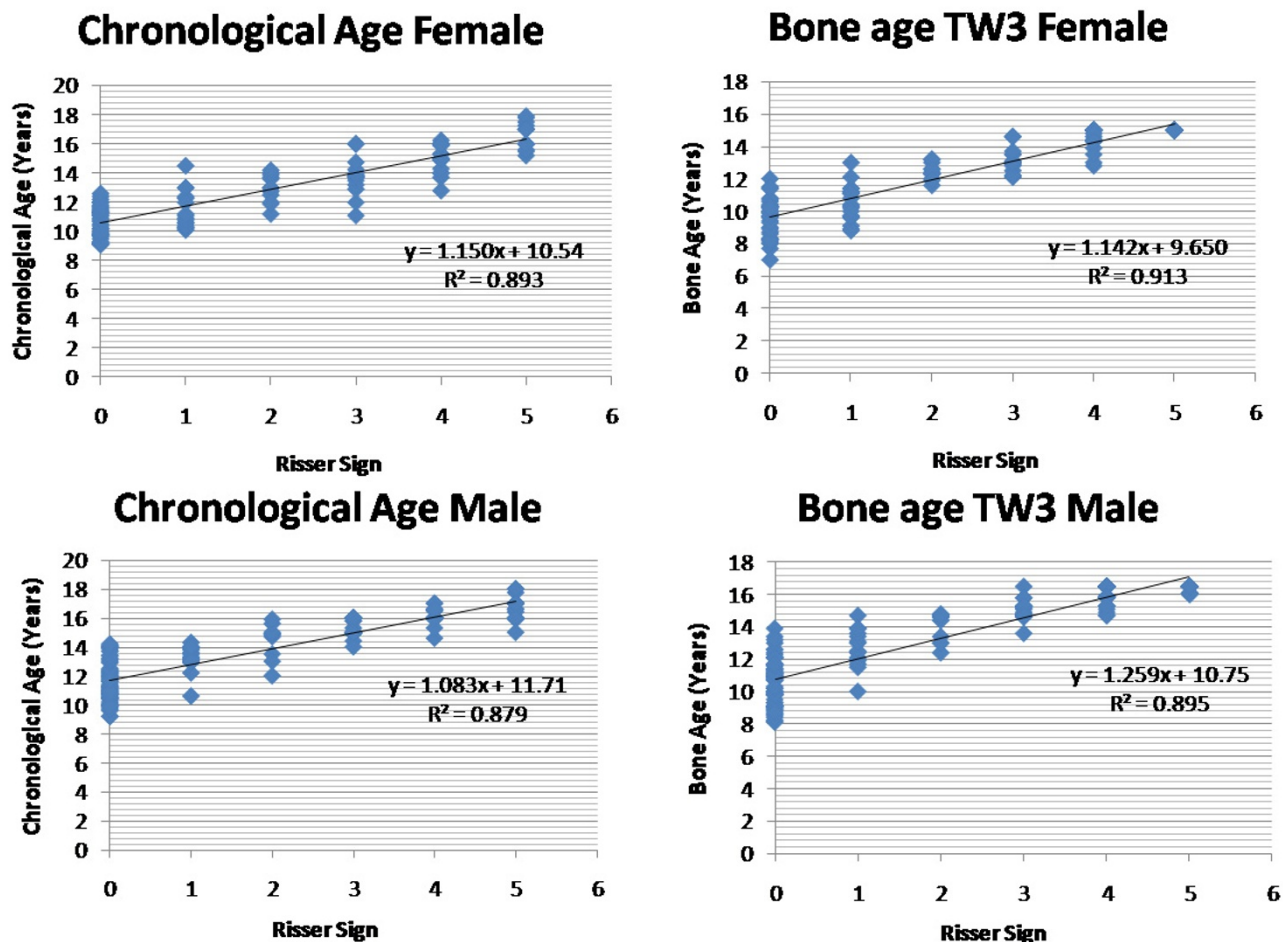 Chronological Age Female
Chronological Age (Years)
20
18
16
14
12
10
8
6
4
2
0
y = 1.150x + 10.54
R² = 0.893
0 1 2 3 4 5 6
Risser Sign
Bone age TW3 Female
Bone Age (Years)
18
16
14
12
10
8
6
4
2
0
y = 1.142x + 9.650
R² = 0.913
0 1 2 3 4 5 6
Risser Sign
Chronological Age Male
Chronological Age (Years)
20
18
16
14
12
10
8
6
4
2
0
y = 1.083x + 11.71
R² = 0.879
0 1 2 3 4 5 6
Risser Sign
Bone age TW3 Male
Bone Age (Years)
18
16
14
12
10
8
6
4
2
0
y = 1.259x + 10.75
R² = 0.895
0 1 2 3 4 5 6
Risser Sign